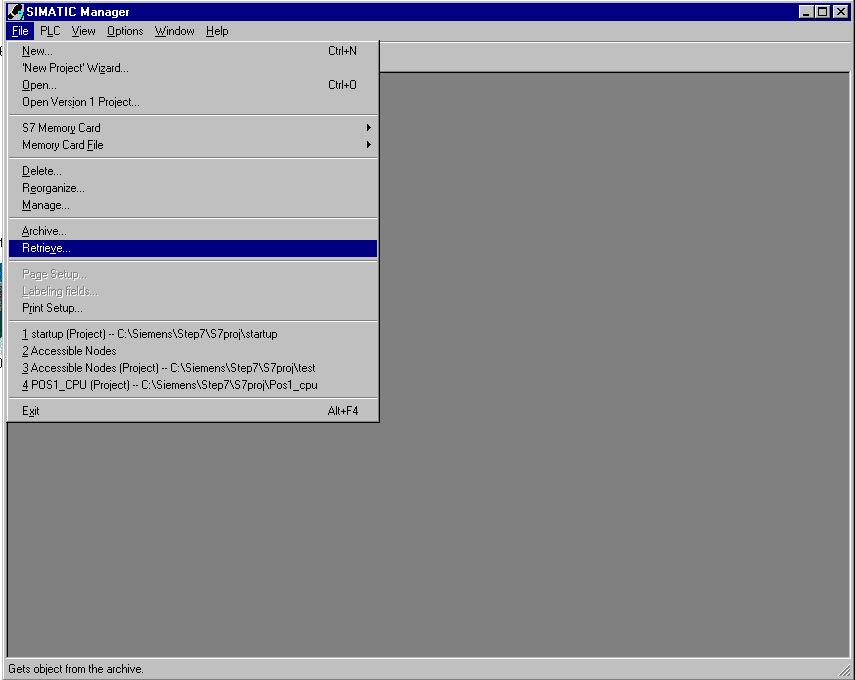 SIMATIC Manager
File PLC View Options Window Help
New... Ctrl+N
'New Project' Wizard...
Open... Ctrl+O
Open Version 1 Project...
S7 Memory Card
Memory Card File
Delete...
Reorganize...
Manage...
Archive...
Retrieve...
Page Setup...
Labeling fields...
Print Setup...
1 startup (Project) -- C:\Siemens\Step7\S7proj\startup
2 Accessible Nodes
3 Accessible Nodes (Project) -- C:\Siemens\Step7\S7proj\test
4 POS1_CPU (Project) -- C:\Siemens\Step7\S7proj\Pos1_cpu
Exit Alt+F4
Gets object from the archive.